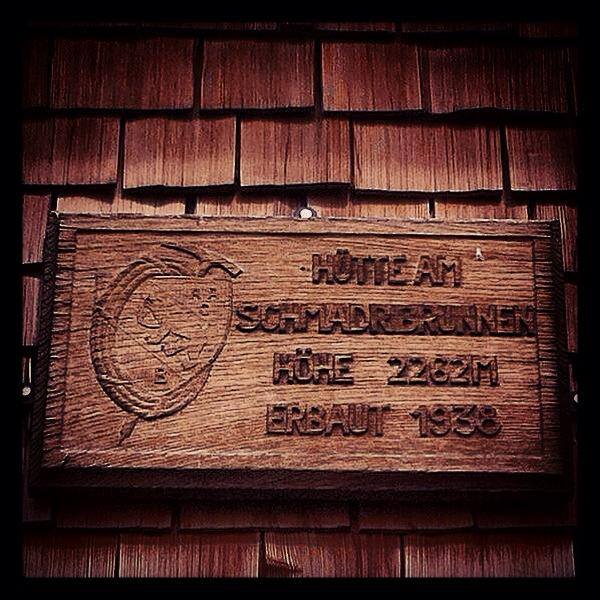 HÜTTE AM
SCHMADRIBRUNNEN
HÖHE 2262M
ERBAUT 1938
B